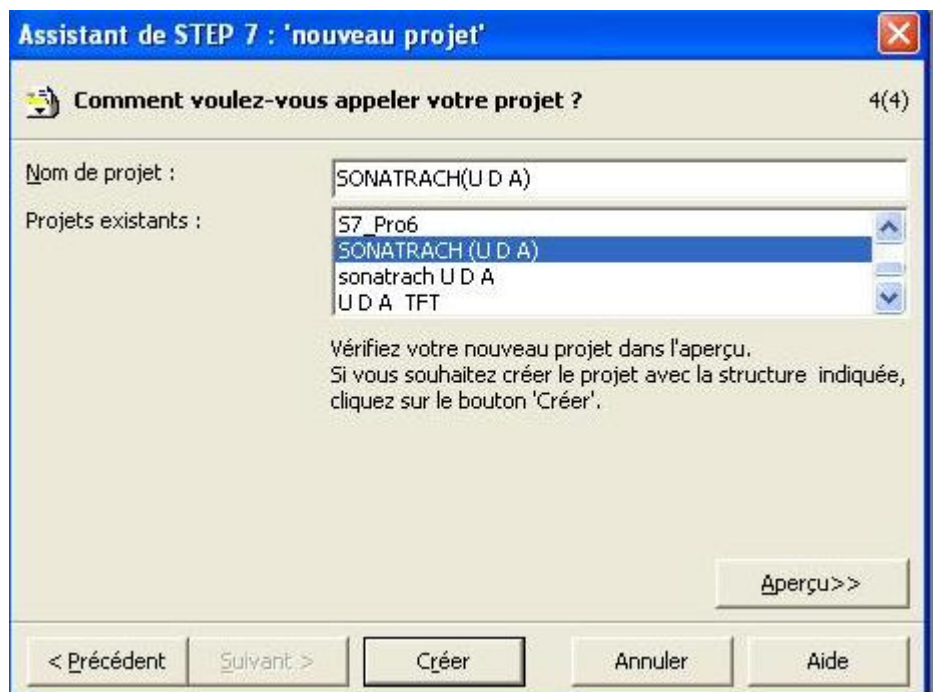 Assistant de STEP 7 : 'nouveau projet'
Comment voulez-vous appeler votre projet ? 4(4)
Nom de projet : SONATRACH(U D A)
Projets existants : S7_Pro6
SONATRACH (U D A)
sonatrach U D A
U D A TFT
Vérifiez votre nouveau projet dans l'aperçu.
Si vous souhaitez créer le projet avec la structure indiquée,
cliquez sur le bouton 'Créer'.
Aperçu>>
< Précédent Suivant > Créer Annuler Aide